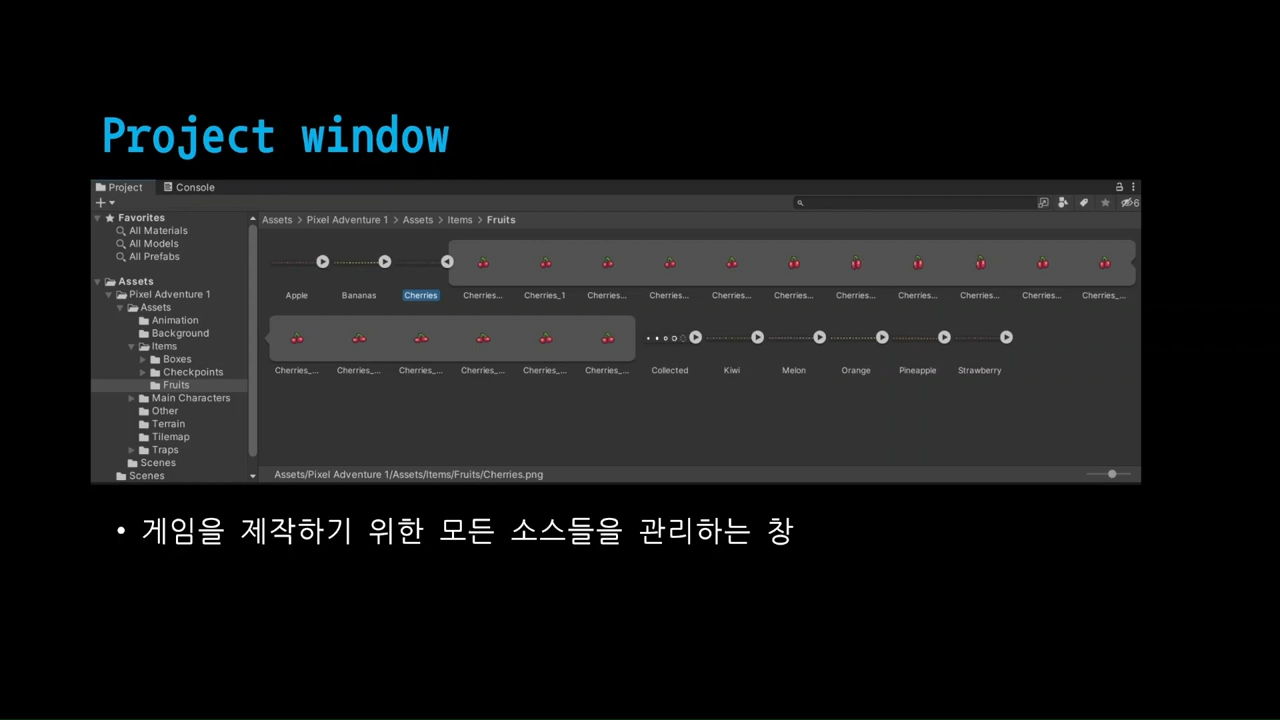 Project window
Project Console
6
Favorites
All Materials
All Models
All Prefabs
Assets
Pixel Adventure 1
Assets
Animation
Background
Items
Boxes
Checkpoints
Fruits
Main Characters
Other
Terrain
Tilemap
Traps
Scenes
Scenes
Assets > Pixel Adventure 1 > Assets > Items > Fruits
Apple Bananas Cherries Cherries... Cherries_1 Cherries... Cherries... Cherries... Cherries... Cherries... Cherries... Cherries... Cherries... Cherries_...
Cherries_... Cherries_... Cherries_... Cherries_... Cherries_... Cherries_... Collected Kiwi Melon Orange Pineapple Strawberry
Assets/Pixel Adventure 1/Assets/Items/Fruits/Cherries.png
• 게임을 제작하기 위한 모든 소스들을 관리하는 창